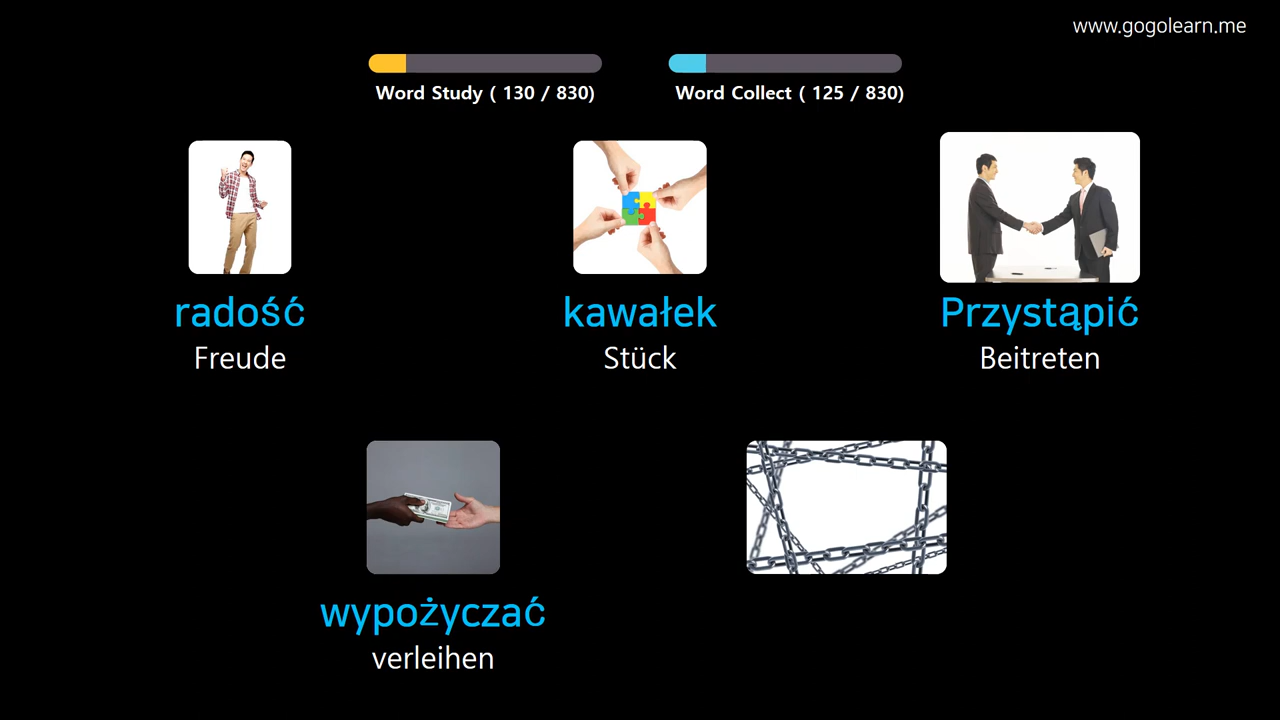 www.gogolearn.me
Word Study ( 130 / 830)
Word Collect ( 125 / 830)
radość
Freude
kawałek
Stück
Przystąpić
Beitreten
wypożyczać
verleihen